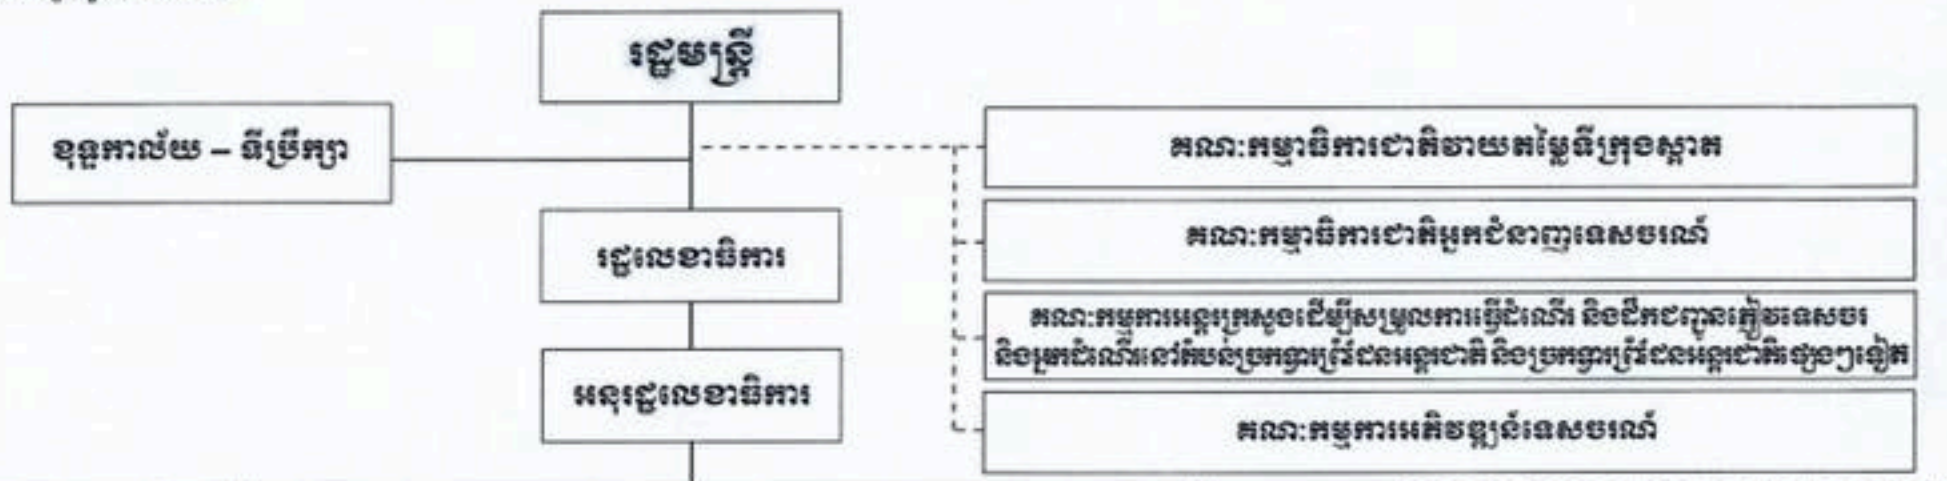 រដ្ឋមន្ត្រី
ខុទ្ទកាល័យ – ទីប្រឹក្សា
គណៈកម្មាធិការជាតិវាយតម្លៃទីក្រុងស្អាត
រដ្ឋលេខាធិការ
គណៈកម្មាធិការជាតិអ្នកជំនាញទេសចរណ៍
គណៈកម្មការអន្តរក្រសួងដើម្បីសម្រួលការធ្វើដំណើរ និងដឹកជញ្ជូនភ្ញៀវទេសចរ
និងអ្នកដំណើរនៅតំបន់ច្រកទ្វារព្រំដែនអន្តរជាតិ និងច្រកទ្វារព្រំដែនអន្តរជាតិផ្សេងៗទៀត
អនុរដ្ឋលេខាធិការ
គណៈកម្មការអភិវឌ្ឍន៍ទេសចរណ៍